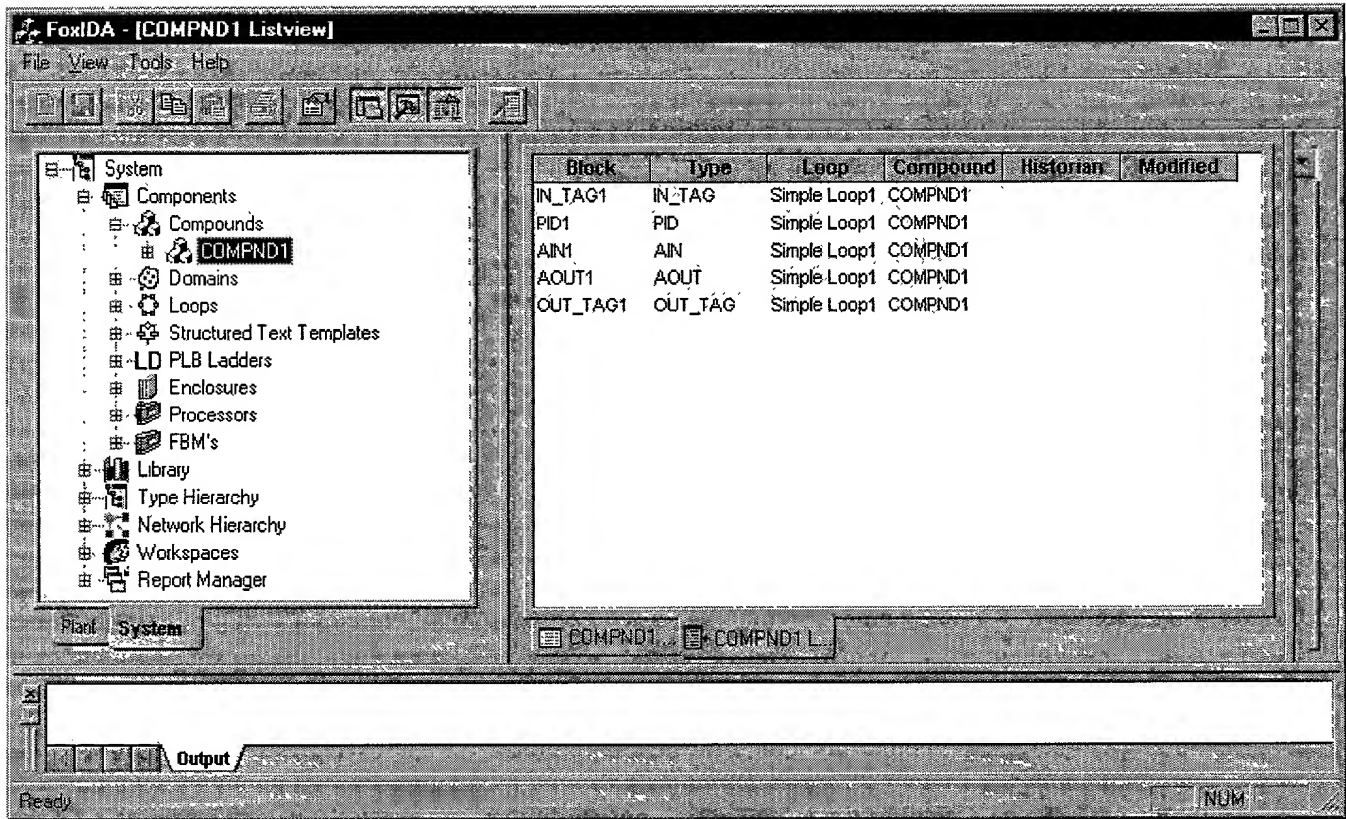 FoxIDA - [COMPND1 Listview]
File View Tools Help
System
Components
Compounds
COMPND1
Domains
Loops
Structured Text Templates
LD PLB Ladders
Enclosures
Processors
FBM's
Library
Type Hierarchy
Network Hierarchy
Workspaces
Report Manager
Plant System
Block Type Loop Compound Historian Modified
IN_TAG1 IN_TAG Simple Loop1 COMPND1
PID1 PID Simple Loop1 COMPND1
AIN1 AIN Simple Loop1 COMPND1
AOUT1 AOUT Simple Loop1 COMPND1
OUT_TAG1 OUT_TAG Simple Loop1 COMPND1
COMPND1... COMPND1 L...
Output
Ready NUM